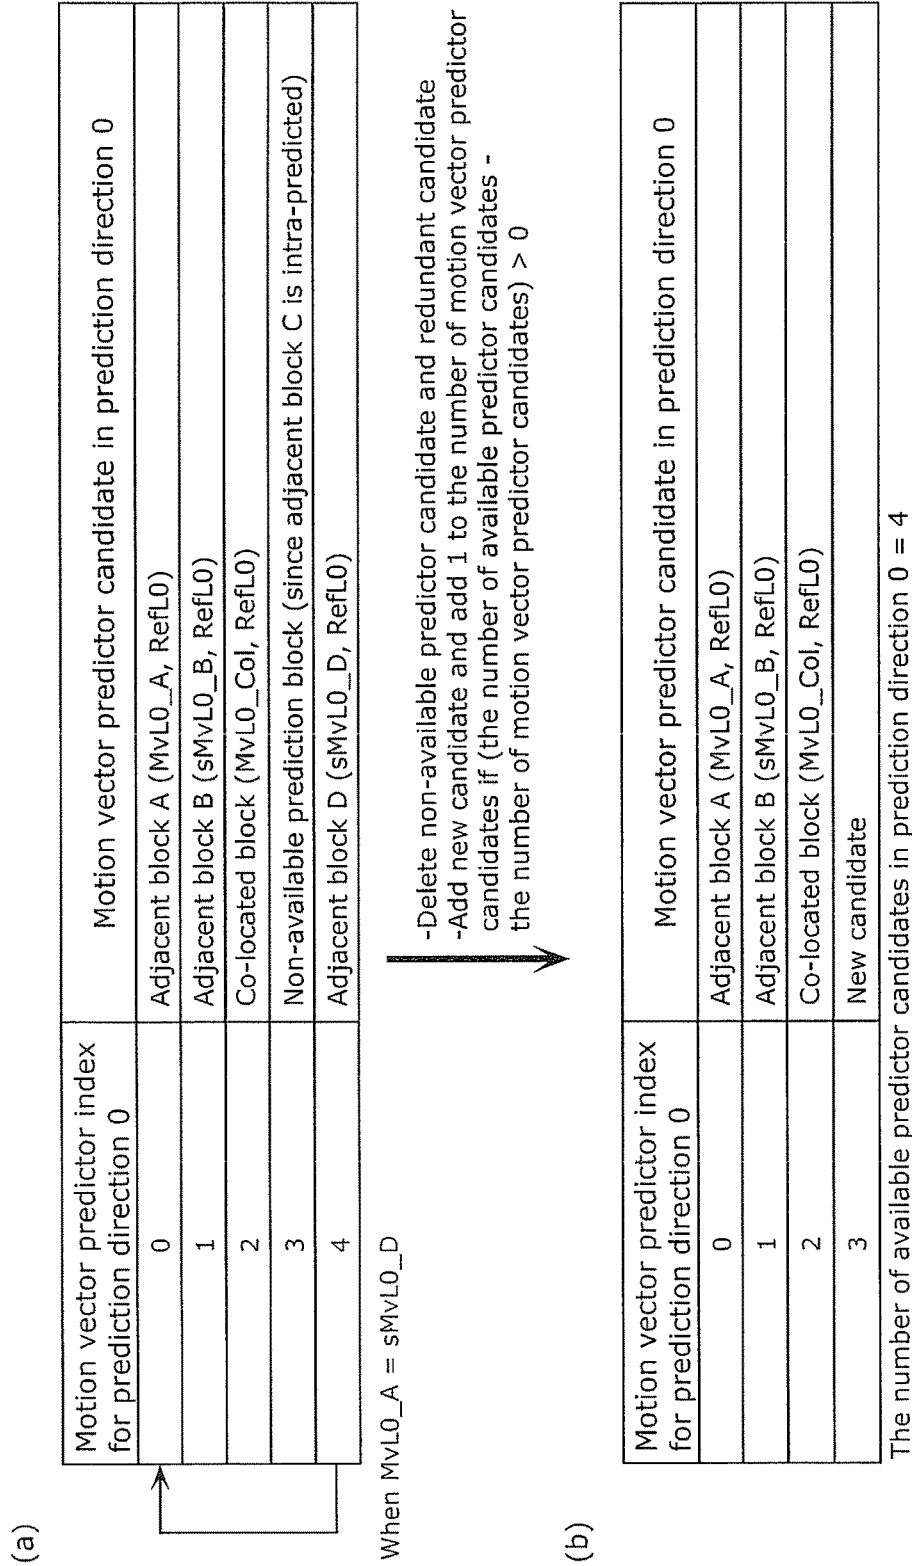 (a)
Motion vector predictor index
for prediction direction 0
Motion vector predictor candidate in prediction direction 0
0
Adjacent block A (MvL0_A, RefL0)
1
Adjacent block B (sMvL0_B, RefL0)
2
Co-located block (MvL0_Col, RefL0)
3
Non-available prediction block (since adjacent block C is intra-predicted)
4
Adjacent block D (sMvL0_D, RefL0)
When MvL0_A = sMvL0_D
-Delete non-available predictor candidate and redundant candidate
-Add new candidate and add 1 to the number of motion vector predictor
candidates if (the number of available predictor candidates -
the number of motion vector predictor candidates) > 0
(b)
Motion vector predictor index
for prediction direction 0
Motion vector predictor candidate in prediction direction 0
0
Adjacent block A (MvL0_A, RefL0)
1
Adjacent block B (sMvL0_B, RefL0)
2
Co-located block (MvL0_Col, RefL0)
3
New candidate
The number of available predictor candidates in prediction direction 0 = 4